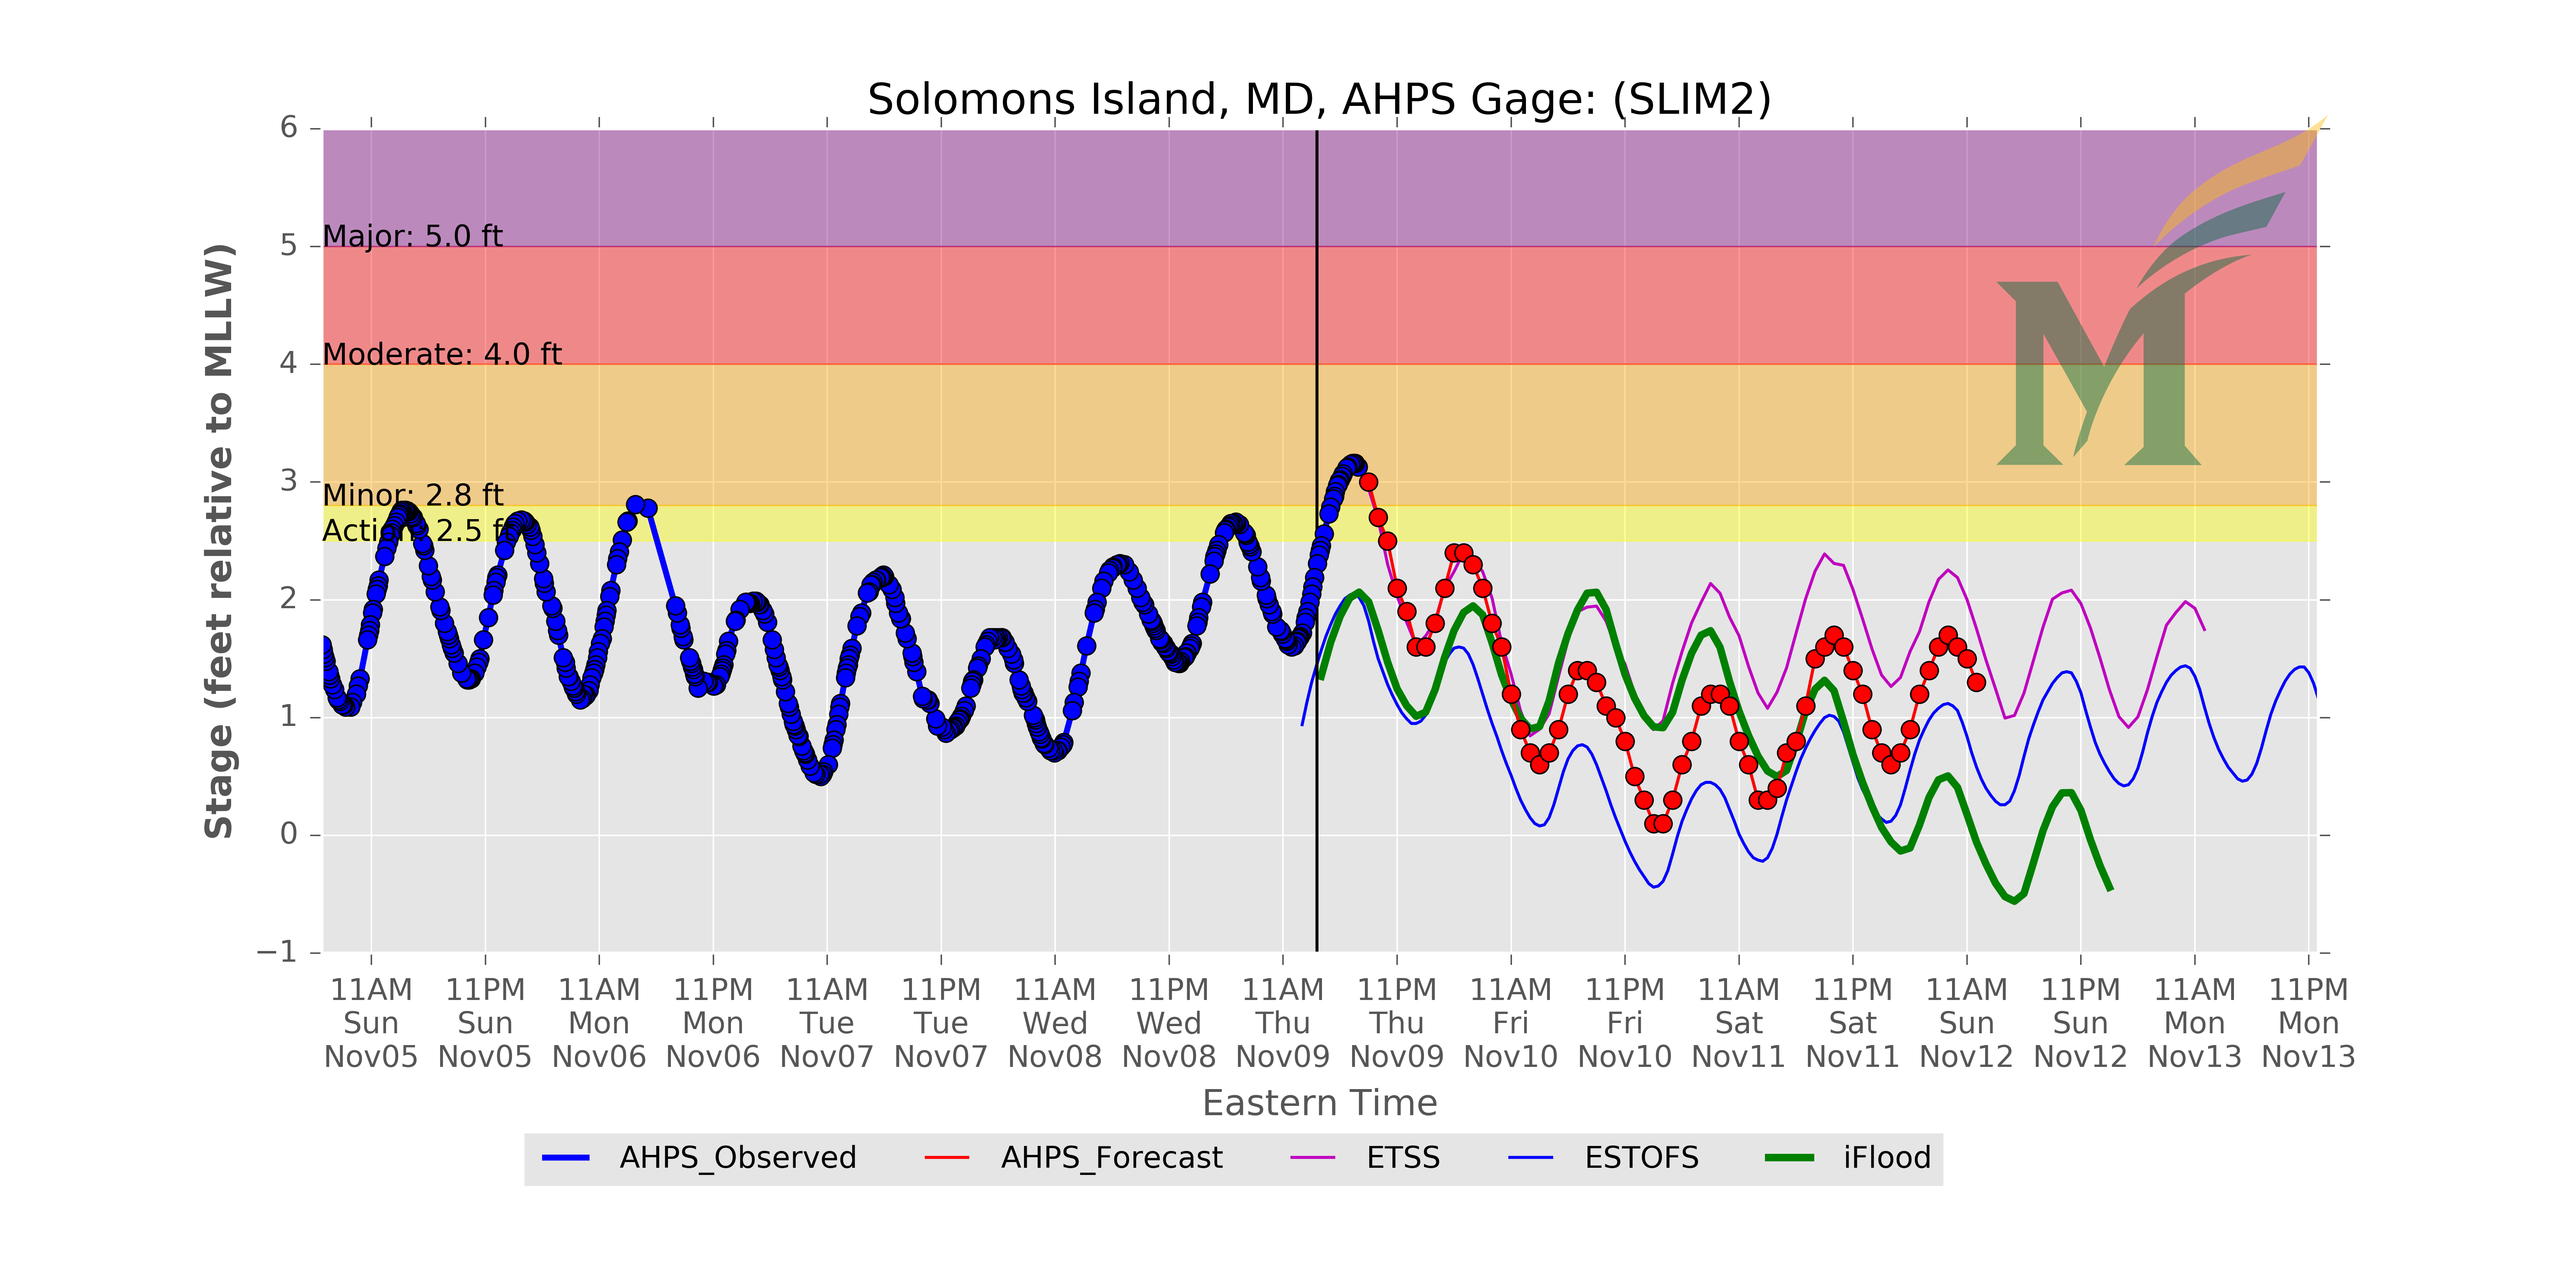 Solomons Island, MD, AHPS Gage: (SLIM2)
Stage (feet relative to MLLW)
6
5
4
3
2
1
0
−1
Major: 5.0 ft
Moderate: 4.0 ft
Minor: 2.8 ft
Action: 2.5 ft
11AM 11PM 11AM 11PM 11AM 11PM 11AM 11PM 11AM 11PM 11AM 11PM 11AM 11PM 11AM 11PM 11AM 11PM
Sun Sun Mon Mon Tue Tue Wed Wed Thu Thu Fri Fri Sat Sat Sun Sun Mon Mon
Nov05 Nov05 Nov06 Nov06 Nov07 Nov07 Nov08 Nov08 Nov09 Nov09 Nov10 Nov10 Nov11 Nov11 Nov12 Nov12 Nov13 Nov13
Eastern Time
AHPS_Observed AHPS_Forecast ETSS ESTOFS iFlood
M